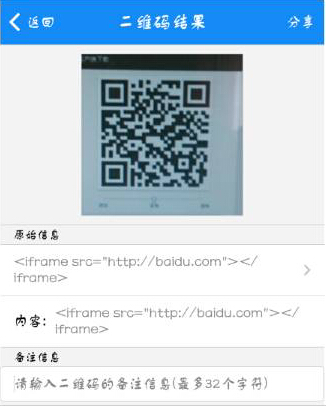 返回 二维码结果 分享
原始信息
<iframe src="http://baidu.com"></
iframe>
内容: <iframe src="http://baidu.com"></
iframe>
备注信息
请输入二维码的备注信息(最多32个字符)